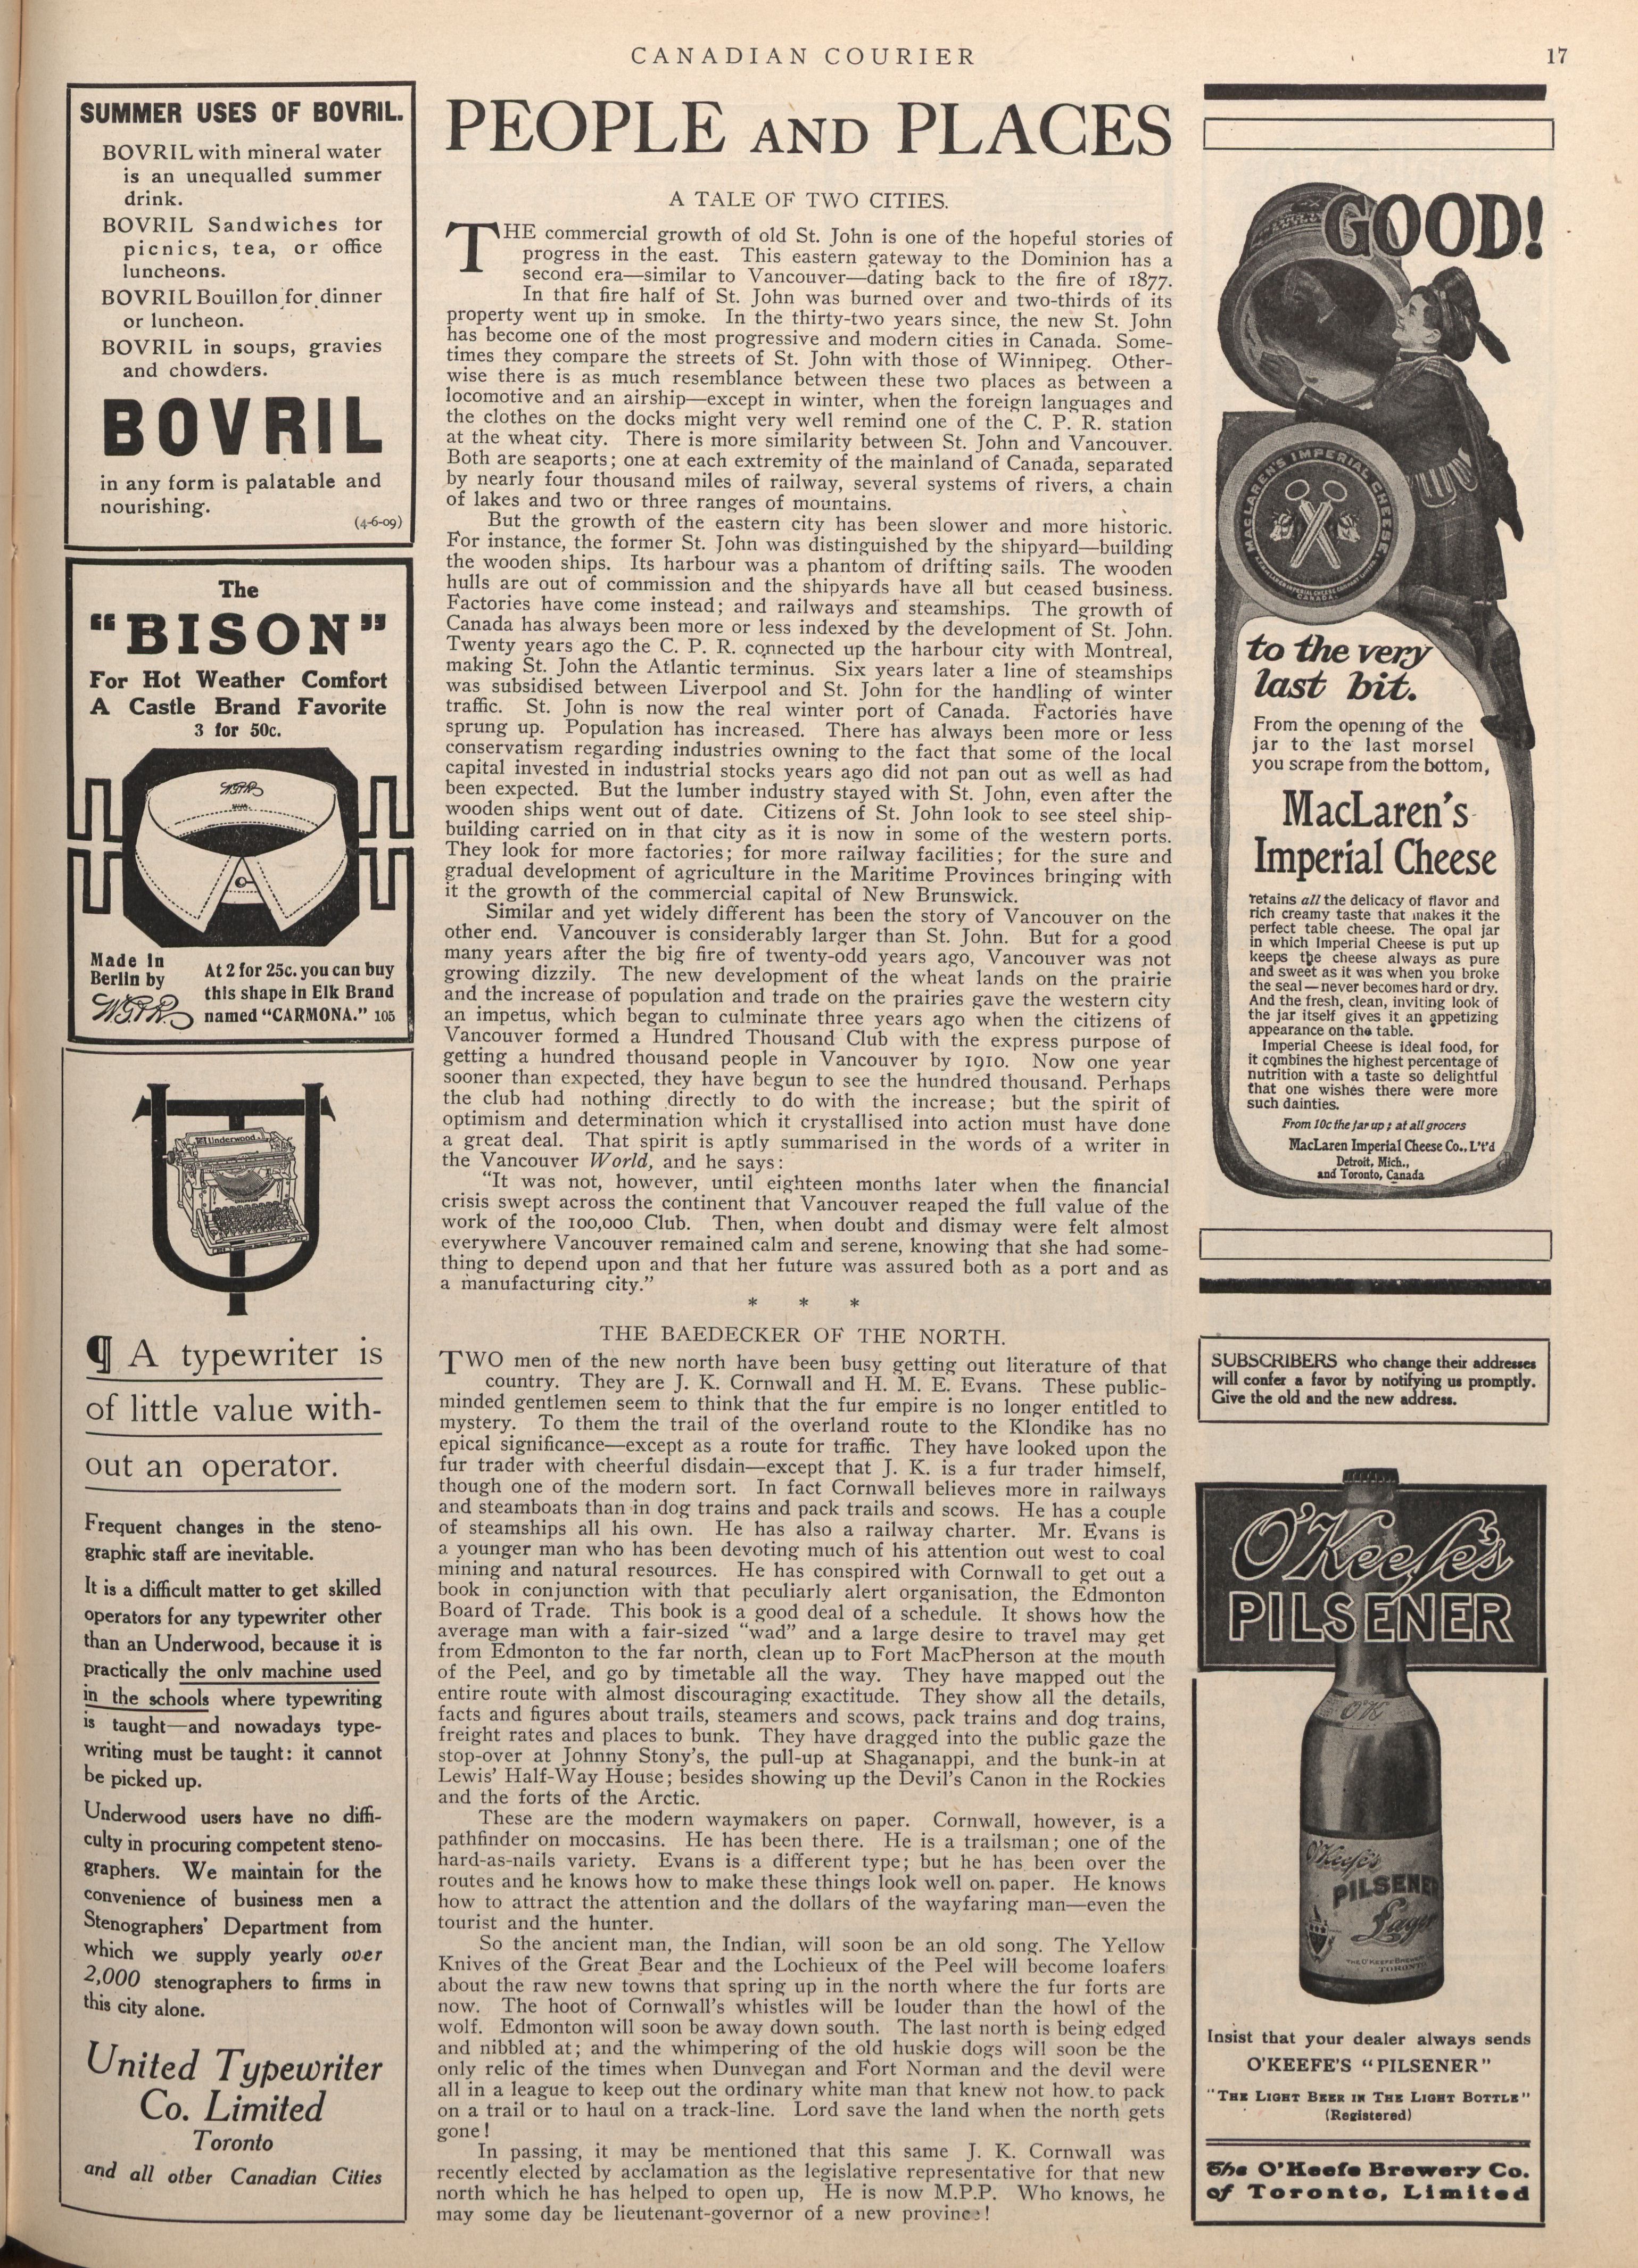 CANADIAN COURIER
17
SUMMER USES OF BOVRIL.
BOVRIL with mineral water
is an unequalled summer
drink.
BOVRIL Sandwiches for
picnics, tea, or office
luncheons.
BOVRIL Bouillon for dinner
or luncheon.
BOVRIL in soups, gravies
and chowders.
BOVRIL
in any form is palatable and
nourishing.
(4-6-09)
The
"BISON"
For Hot Weather Comfort
A Castle Brand Favorite
3 for 50c.
Made in
Berlin by
W.G.&R.
At 2 for 25c. you can buy
this shape in Elk Brand
named "CARMONA." 105
Underwood
¶ A typewriter is
of little value with-
out an operator.
Frequent changes in the steno-
graphic staff are inevitable.
It is a difficult matter to get skilled
operators for any typewriter other
than an Underwood, because it is
practically the only machine used
in the schools where typewriting
is taught—and nowadays type-
writing must be taught: it cannot
be picked up.
Underwood users have no diffi-
culty in procuring competent steno-
graphers. We maintain for the
convenience of business men a
Stenographers' Department from
which we supply yearly over
2,000 stenographers to firms in
this city alone.
United Typewriter
Co. Limited
Toronto
and all other Canadian Cities
PEOPLE AND PLACES
A TALE OF TWO CITIES.
THE commercial growth of old St. John is one of the hopeful stories of
progress in the east. This eastern gateway to the Dominion has a
second era—similar to Vancouver—dating back to the fire of 1877.
In that fire half of St. John was burned over and two-thirds of its
property went up in smoke. In the thirty-two years since, the new St. John
has become one of the most progressive and modern cities in Canada. Some-
times they compare the streets of St. John with those of Winnipeg. Other-
wise there is as much resemblance between these two places as between a
locomotive and an airship—except in winter, when the foreign languages and
the clothes on the docks might very well remind one of the C. P. R. station
at the wheat city. There is more similarity between St. John and Vancouver.
Both are seaports; one at each extremity of the mainland of Canada, separated
by nearly four thousand miles of railway, several systems of rivers, a chain
of lakes and two or three ranges of mountains.
But the growth of the eastern city has been slower and more historic.
For instance, the former St. John was distinguished by the shipyard—building
the wooden ships. Its harbour was a phantom of drifting sails. The wooden
hulls are out of commission and the shipyards have all but ceased business.
Factories have come instead; and railways and steamships. The growth of
Canada has always been more or less indexed by the development of St. John.
Twenty years ago the C. P. R. connected up the harbour city with Montreal,
making St. John the Atlantic terminus. Six years later a line of steamships
was subsidised between Liverpool and St. John for the handling of winter
traffic. St. John is now the real winter port of Canada. Factories have
sprung up. Population has increased. There has always been more or less
conservatism regarding industries owning to the fact that some of the local
capital invested in industrial stocks years ago did not pan out as well as had
been expected. But the lumber industry stayed with St. John, even after the
wooden ships went out of date. Citizens of St. John look to see steel ship-
building carried on in that city as it is now in some of the western ports.
They look for more factories; for more railway facilities; for the sure and
gradual development of agriculture in the Maritime Provinces bringing with
it the growth of the commercial capital of New Brunswick.
Similar and yet widely different has been the story of Vancouver on the
other end. Vancouver is considerably larger than St. John. But for a good
many years after the big fire of twenty-odd years ago, Vancouver was not
growing dizzily. The new development of the wheat lands on the prairie
and the increase of population and trade on the prairies gave the western city
an impetus, which began to culminate three years ago when the citizens of
Vancouver formed a Hundred Thousand Club with the express purpose of
getting a hundred thousand people in Vancouver by 1910. Now one year
sooner than expected, they have begun to see the hundred thousand. Perhaps
the club had nothing directly to do with the increase; but the spirit of
optimism and determination which it crystallised into action must have done
a great deal. That spirit is aptly summarised in the words of a writer in
the Vancouver World, and he says:
"It was not, however, until eighteen months later when the financial
crisis swept across the continent that Vancouver reaped the full value of the
work of the 100,000 Club. Then, when doubt and dismay were felt almost
everywhere Vancouver remained calm and serene, knowing that she had some-
thing to depend upon and that her future was assured both as a port and as
a manufacturing city."
* * *
THE BAEDECKER OF THE NORTH.
TWO men of the new north have been busy getting out literature of that
country. They are J. K. Cornwall and H. M. E. Evans. These public-
minded gentlemen seem to think that the fur empire is no longer entitled to
mystery. To them the trail of the overland route to the Klondike has no
epical significance—except as a route for traffic. They have looked upon the
fur trader with cheerful disdain—except that J. K. is a fur trader himself,
though one of the modern sort. In fact Cornwall believes more in railways
and steamboats than in dog trains and pack trails and scows. He has a couple
of steamships all his own. He has also a railway charter. Mr. Evans is
a younger man who has been devoting much of his attention out west to coal
mining and natural resources. He has conspired with Cornwall to get out a
book in conjunction with that peculiarly alert organisation, the Edmonton
Board of Trade. This book is a good deal of a schedule. It shows how the
average man with a fair-sized "wad" and a large desire to travel may get
from Edmonton to the far north, clean up to Fort MacPherson at the mouth
of the Peel, and go by timetable all the way. They have mapped out the
entire route with almost discouraging exactitude. They show all the details,
facts and figures about trails, steamers and scows, pack trains and dog trains,
freight rates and places to bunk. They have dragged into the public gaze the
stop-over at Johnny Stony's, the pull-up at Shaganappi, and the bunk-in at
Lewis' Half-Way House; besides showing up the Devil's Canon in the Rockies
and the forts of the Arctic.
These are the modern waymakers on paper. Cornwall, however, is a
pathfinder on moccasins. He has been there. He is a trailsman; one of the
hard-as-nails variety. Evans is a different type; but he has been over the
routes and he knows how to make these things look well on paper. He knows
how to attract the attention and the dollars of the wayfaring man—even the
tourist and the hunter.
So the ancient man, the Indian, will soon be an old song. The Yellow
Knives of the Great Bear and the Lochieux of the Peel will become loafers
about the raw new towns that spring up in the north where the fur forts are
now. The hoot of Cornwall's whistles will be louder than the howl of the
wolf. Edmonton will soon be away down south. The last north is being edged
and nibbled at; and the whimpering of the old huskie dogs will soon be the
only relic of the times when Dunvegan and Fort Norman and the devil were
all in a league to keep out the ordinary white man that knew not how to pack
on a trail or to haul on a track-line. Lord save the land when the north gets
gone!
In passing, it may be mentioned that this same J. K. Cornwall was
recently elected by acclamation as the legislative representative for that new
north which he has helped to open up, He is now M.P.P. Who knows, he
may some day be lieutenant-governor of a new province!
GOOD!
MACLAREN'S IMPERIAL CHEESE.
CANADA.
to the very
last bit.
From the opening of the
jar to the last morsel
you scrape from the bottom,
MacLaren's
Imperial Cheese
retains all the delicacy of flavor and
rich creamy taste that makes it the
perfect table cheese. The opal jar
in which Imperial Cheese is put up
keeps the cheese always as pure
and sweet as it was when you broke
the seal—never becomes hard or dry.
And the fresh, clean, inviting look of
the jar itself gives it an appetizing
appearance on the table.
Imperial Cheese is ideal food, for
it combines the highest percentage of
nutrition with a taste so delightful
that one wishes there were more
such dainties.
From 10c the jar up; at all grocers
MacLaren Imperial Cheese Co., L't'd
Detroit, Mich.,
and Toronto, Canada
SUBSCRIBERS who change their addresses
will confer a favor by notifying us promptly.
Give the old and the new address.
O'Keefe's
PILSENER
O'K
O'Keefe's
PILSENER
Lager
THE O'KEEFE BREWERY
TORONTO
Insist that your dealer always sends
O'KEEFE'S "PILSENER"
"THE LIGHT BEER IN THE LIGHT BOTTLE"
(Registered)
The O'Keefe Brewery Co.
of Toronto, Limited